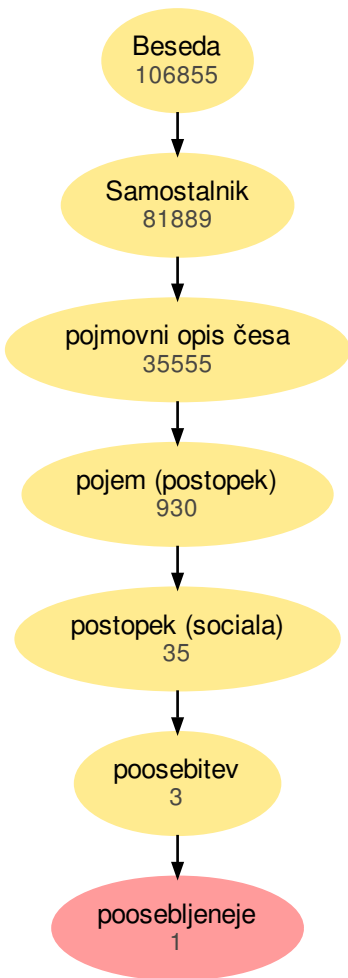 Beseda
106855
Samostalnik
81889
pojmovni opis česa
35555
pojem (postopek)
930
postopek (sociala)
35
poosebitev
3
poosebljeneje
1